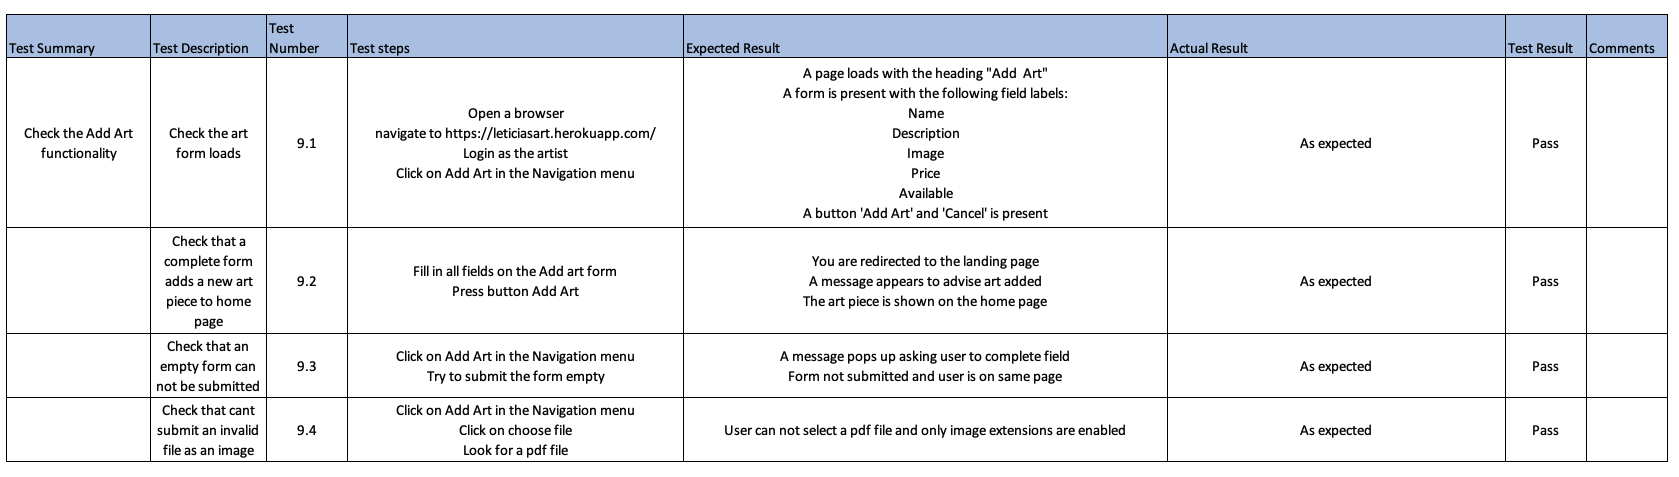 Test Summary
Test Description
Test
Number
Test steps
Expected Result
Actual Result
Test Result
Comments
Check the Add Art
functionality
Check the art
form loads
9.1
Open a browser
navigate to https://leticiasart.herokuapp.com/
Login as the artist
Click on Add Art in the Navigation menu
A page loads with the heading "Add  Art"
A form is present with the following field labels:
Name
Description
Image
Price
Available
A button 'Add Art' and 'Cancel' is present
As expected
Pass
Check that a
complete form
adds a new art
piece to home
page
9.2
Fill in all fields on the Add art form
Press button Add Art
You are redirected to the landing page
A message appears to advise art added
The art piece is shown on the home page
As expected
Pass
Check that an
empty form can
not be submitted
9.3
Click on Add Art in the Navigation menu
Try to submit the form empty
A message pops up asking user to complete field
Form not submitted and user is on same page
As expected
Pass
Check that cant
submit an invalid
file as an image
9.4
Click on Add Art in the Navigation menu
Click on choose file
Look for a pdf file
User can not select a pdf file and only image extensions are enabled
As expected
Pass